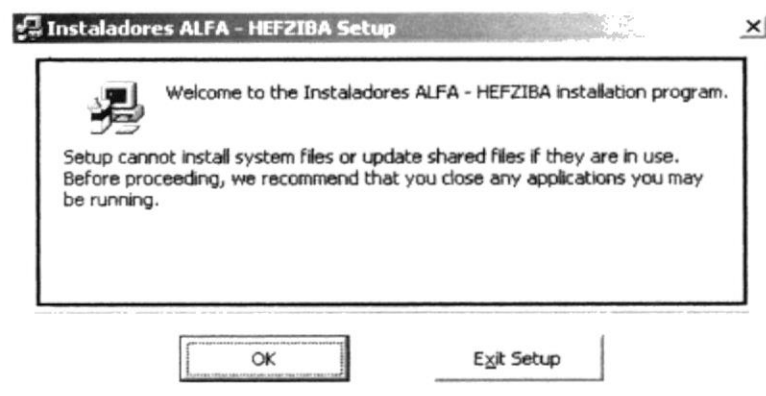 Instaladores ALFA - HEFZIBA Setup
Welcome to the Instaladores ALFA - HEFZIBA installation program.
Setup cannot install system files or update shared files if they are in use.
Before proceeding, we recommend that you close any applications you may
be running.
OK
Exit Setup